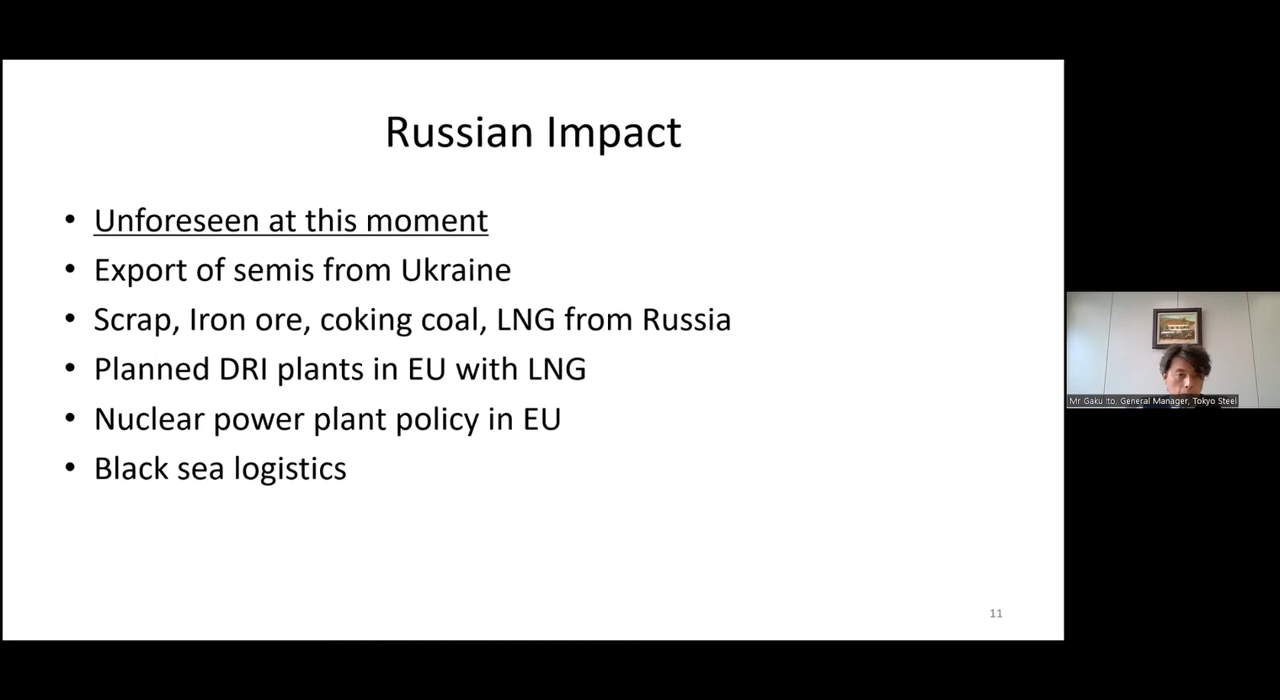 Russian Impact
• Unforeseen at this moment
• Export of semis from Ukraine
• Scrap, Iron ore, coking coal, LNG from Russia
• Planned DRI plants in EU with LNG
• Nuclear power plant policy in EU
• Black sea logistics
11
Mr Gaku Ito, General Manager, Tokyo Steel